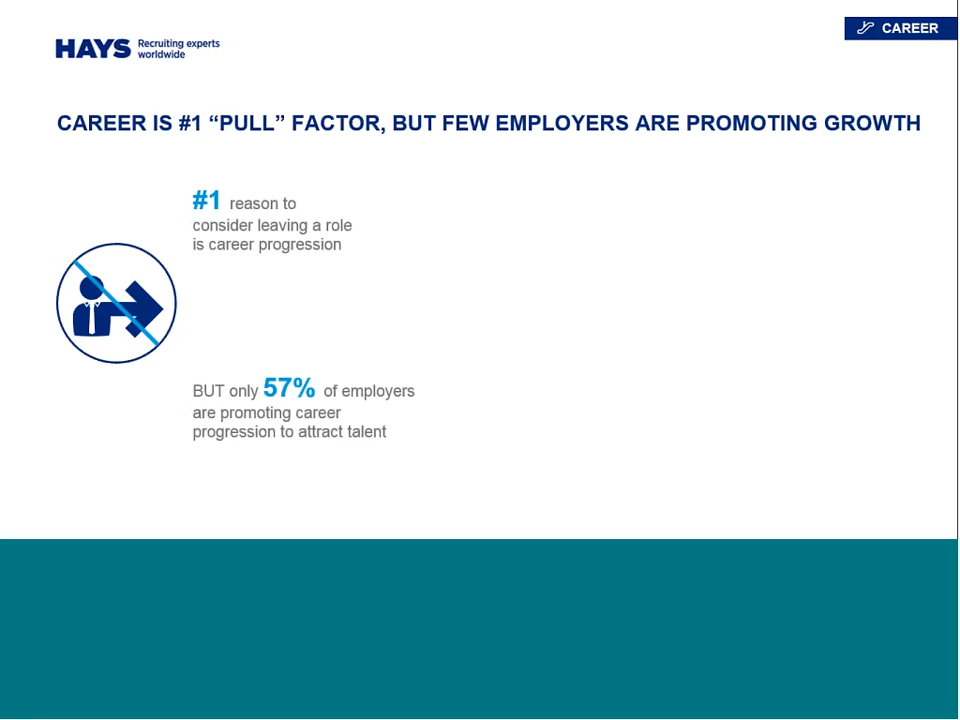 HAYS Recruiting experts
worldwide
CAREER
CAREER IS #1 “PULL” FACTOR, BUT FEW EMPLOYERS ARE PROMOTING GROWTH
#1 reason to
consider leaving a role
is career progression
BUT only 57% of employers
are promoting career
progression to attract talent